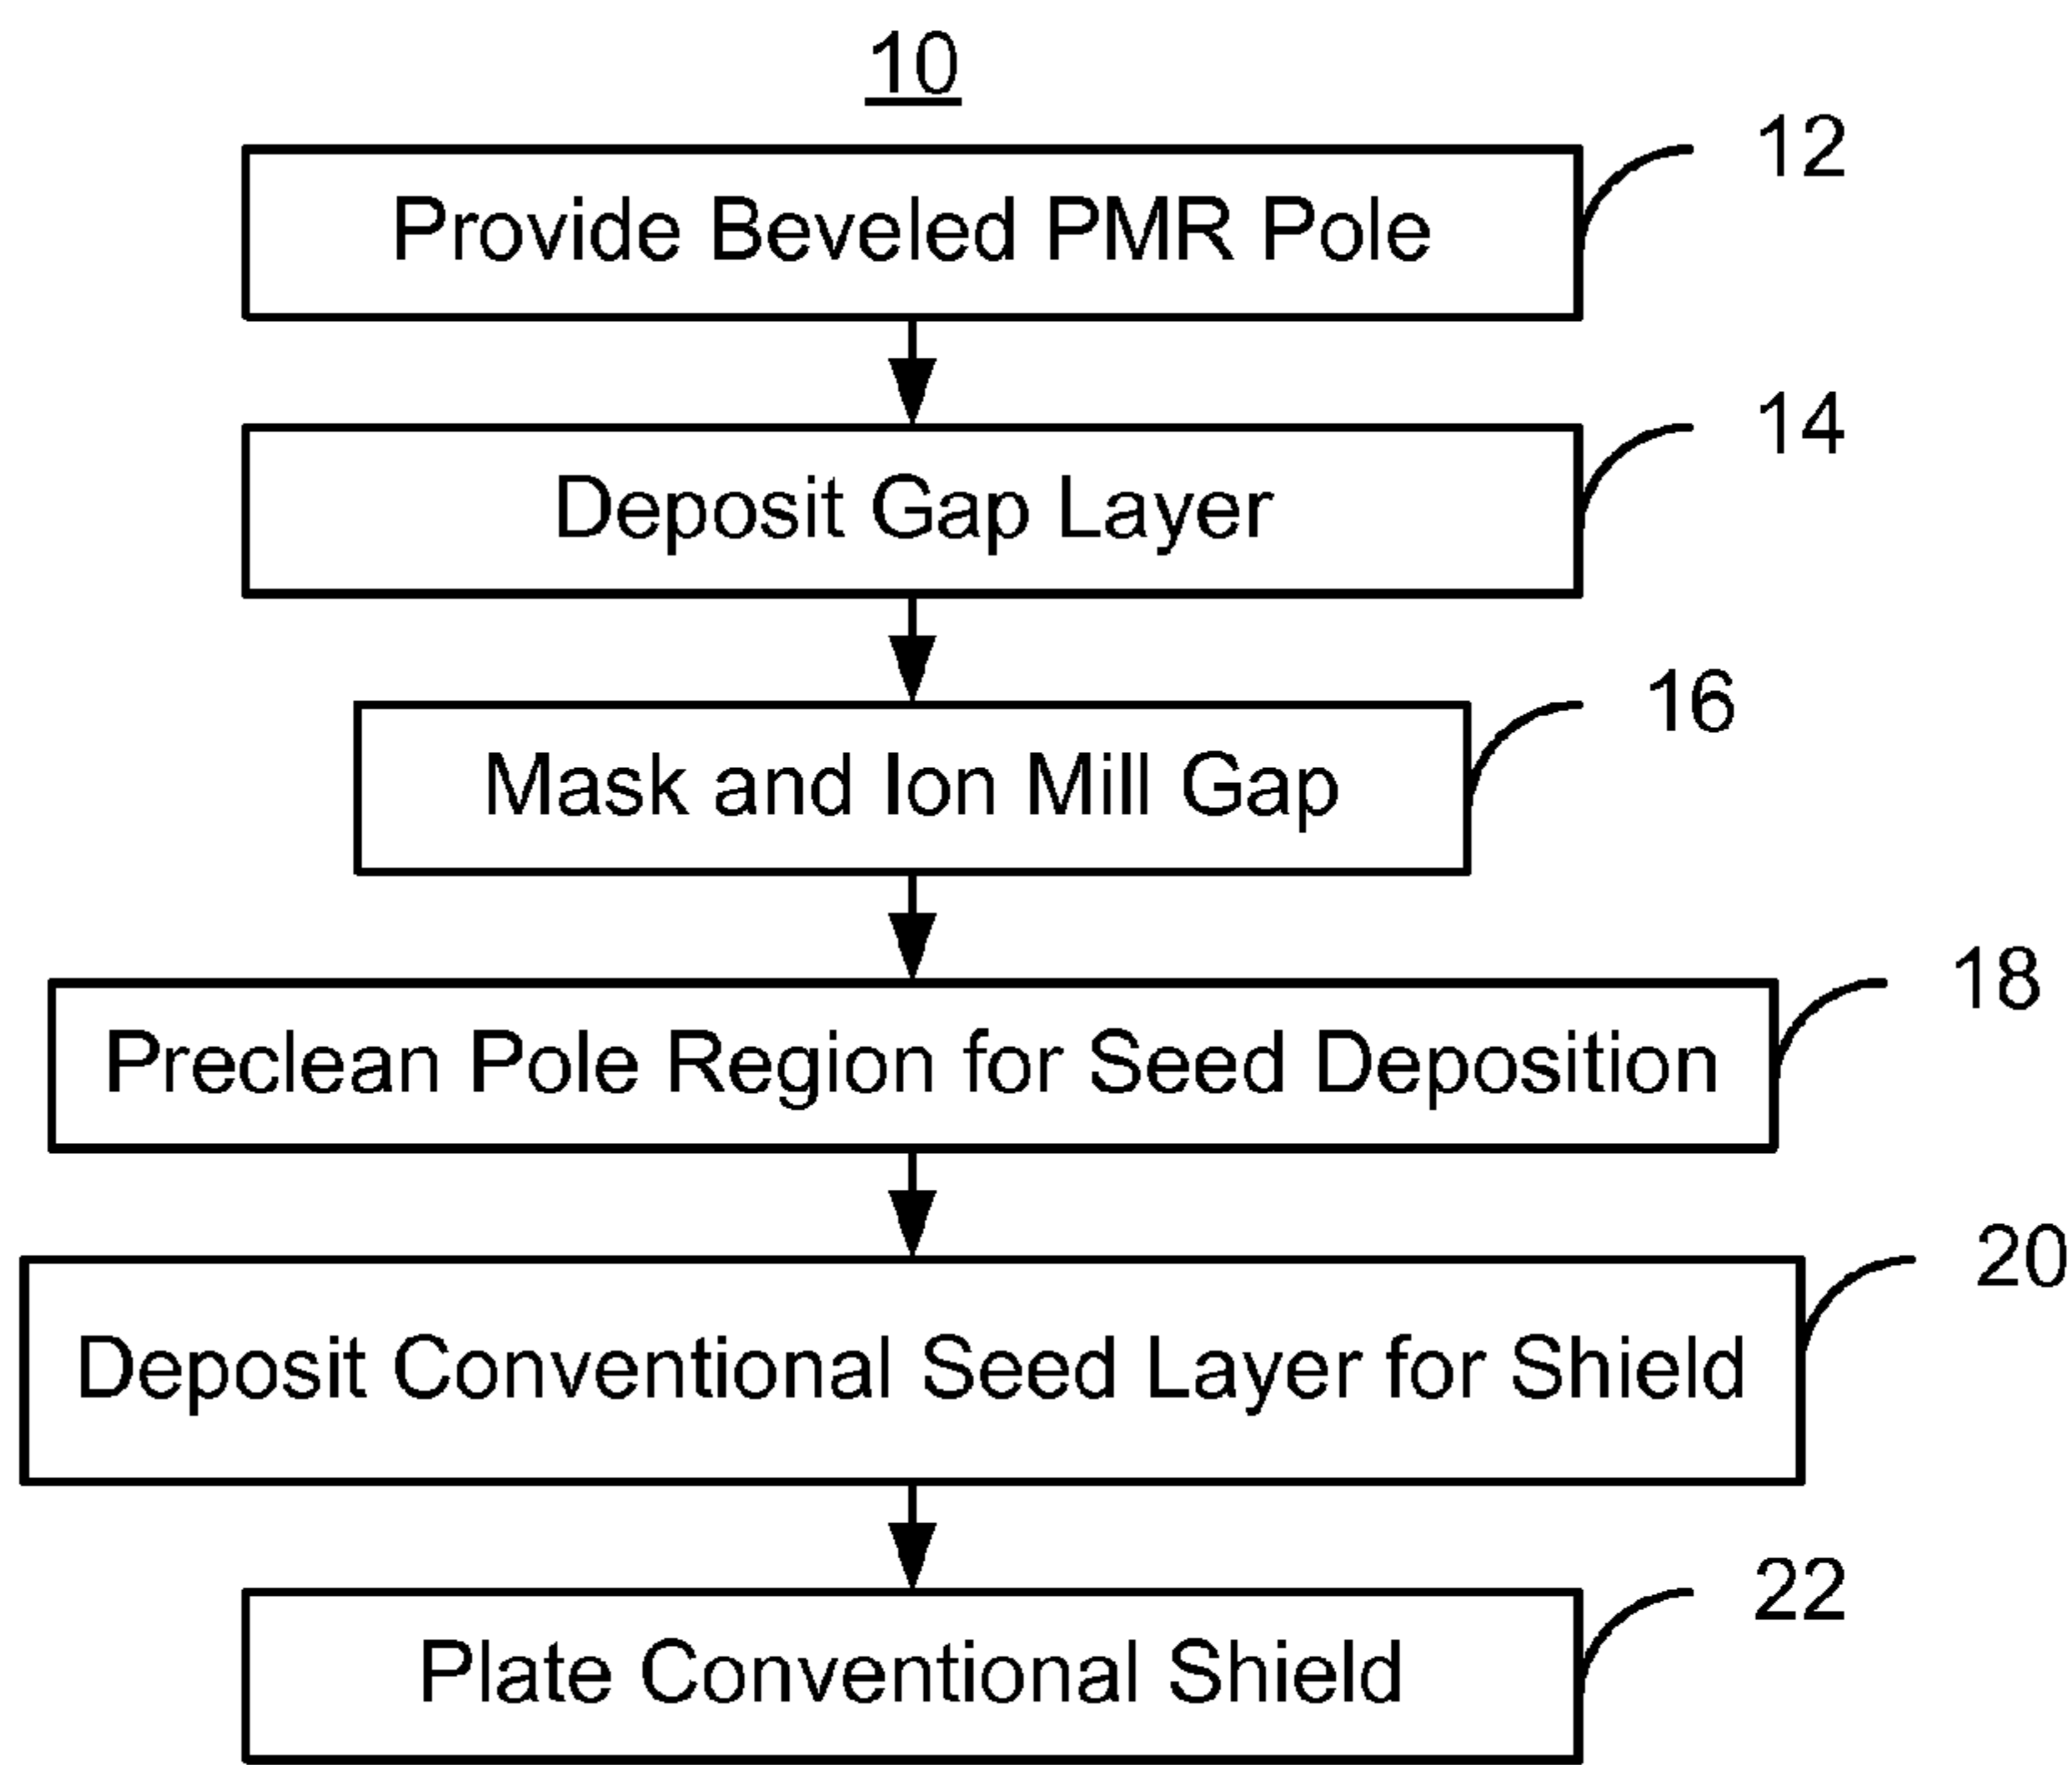 10
Provide Beveled PMR Pole
12
Deposit Gap Layer
14
Mask and Ion Mill Gap
16
Preclean Pole Region for Seed Deposition
18
Deposit Conventional Seed Layer for Shield
20
Plate Conventional Shield
22